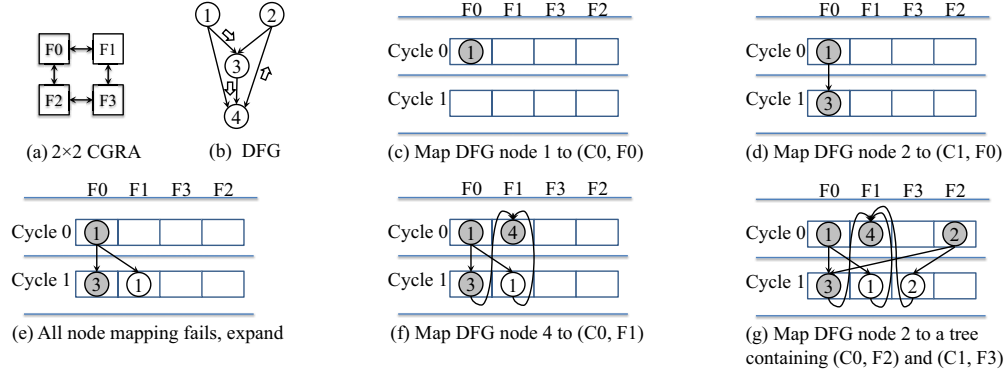 F0 F1
F2 F3
(a) 2×2 CGRA
1 2
3
4
(b) DFG
F0 F1 F3 F2
Cycle 0 1
Cycle 1
(c) Map DFG node 1 to (C0, F0)
F0 F1 F3 F2
Cycle 0 1
Cycle 1 3
(d) Map DFG node 2 to (C1, F0)
F0 F1 F3 F2
Cycle 0 1
Cycle 1 3 1
(e) All node mapping fails, expand
F0 F1 F3 F2
Cycle 0 1 4
Cycle 1 3 1
(f) Map DFG node 4 to (C0, F1)
F0 F1 F3 F2
Cycle 0 1 4 2
Cycle 1 3 1 2
(g) Map DFG node 2 to a tree
containing (C0, F2) and (C1, F3)